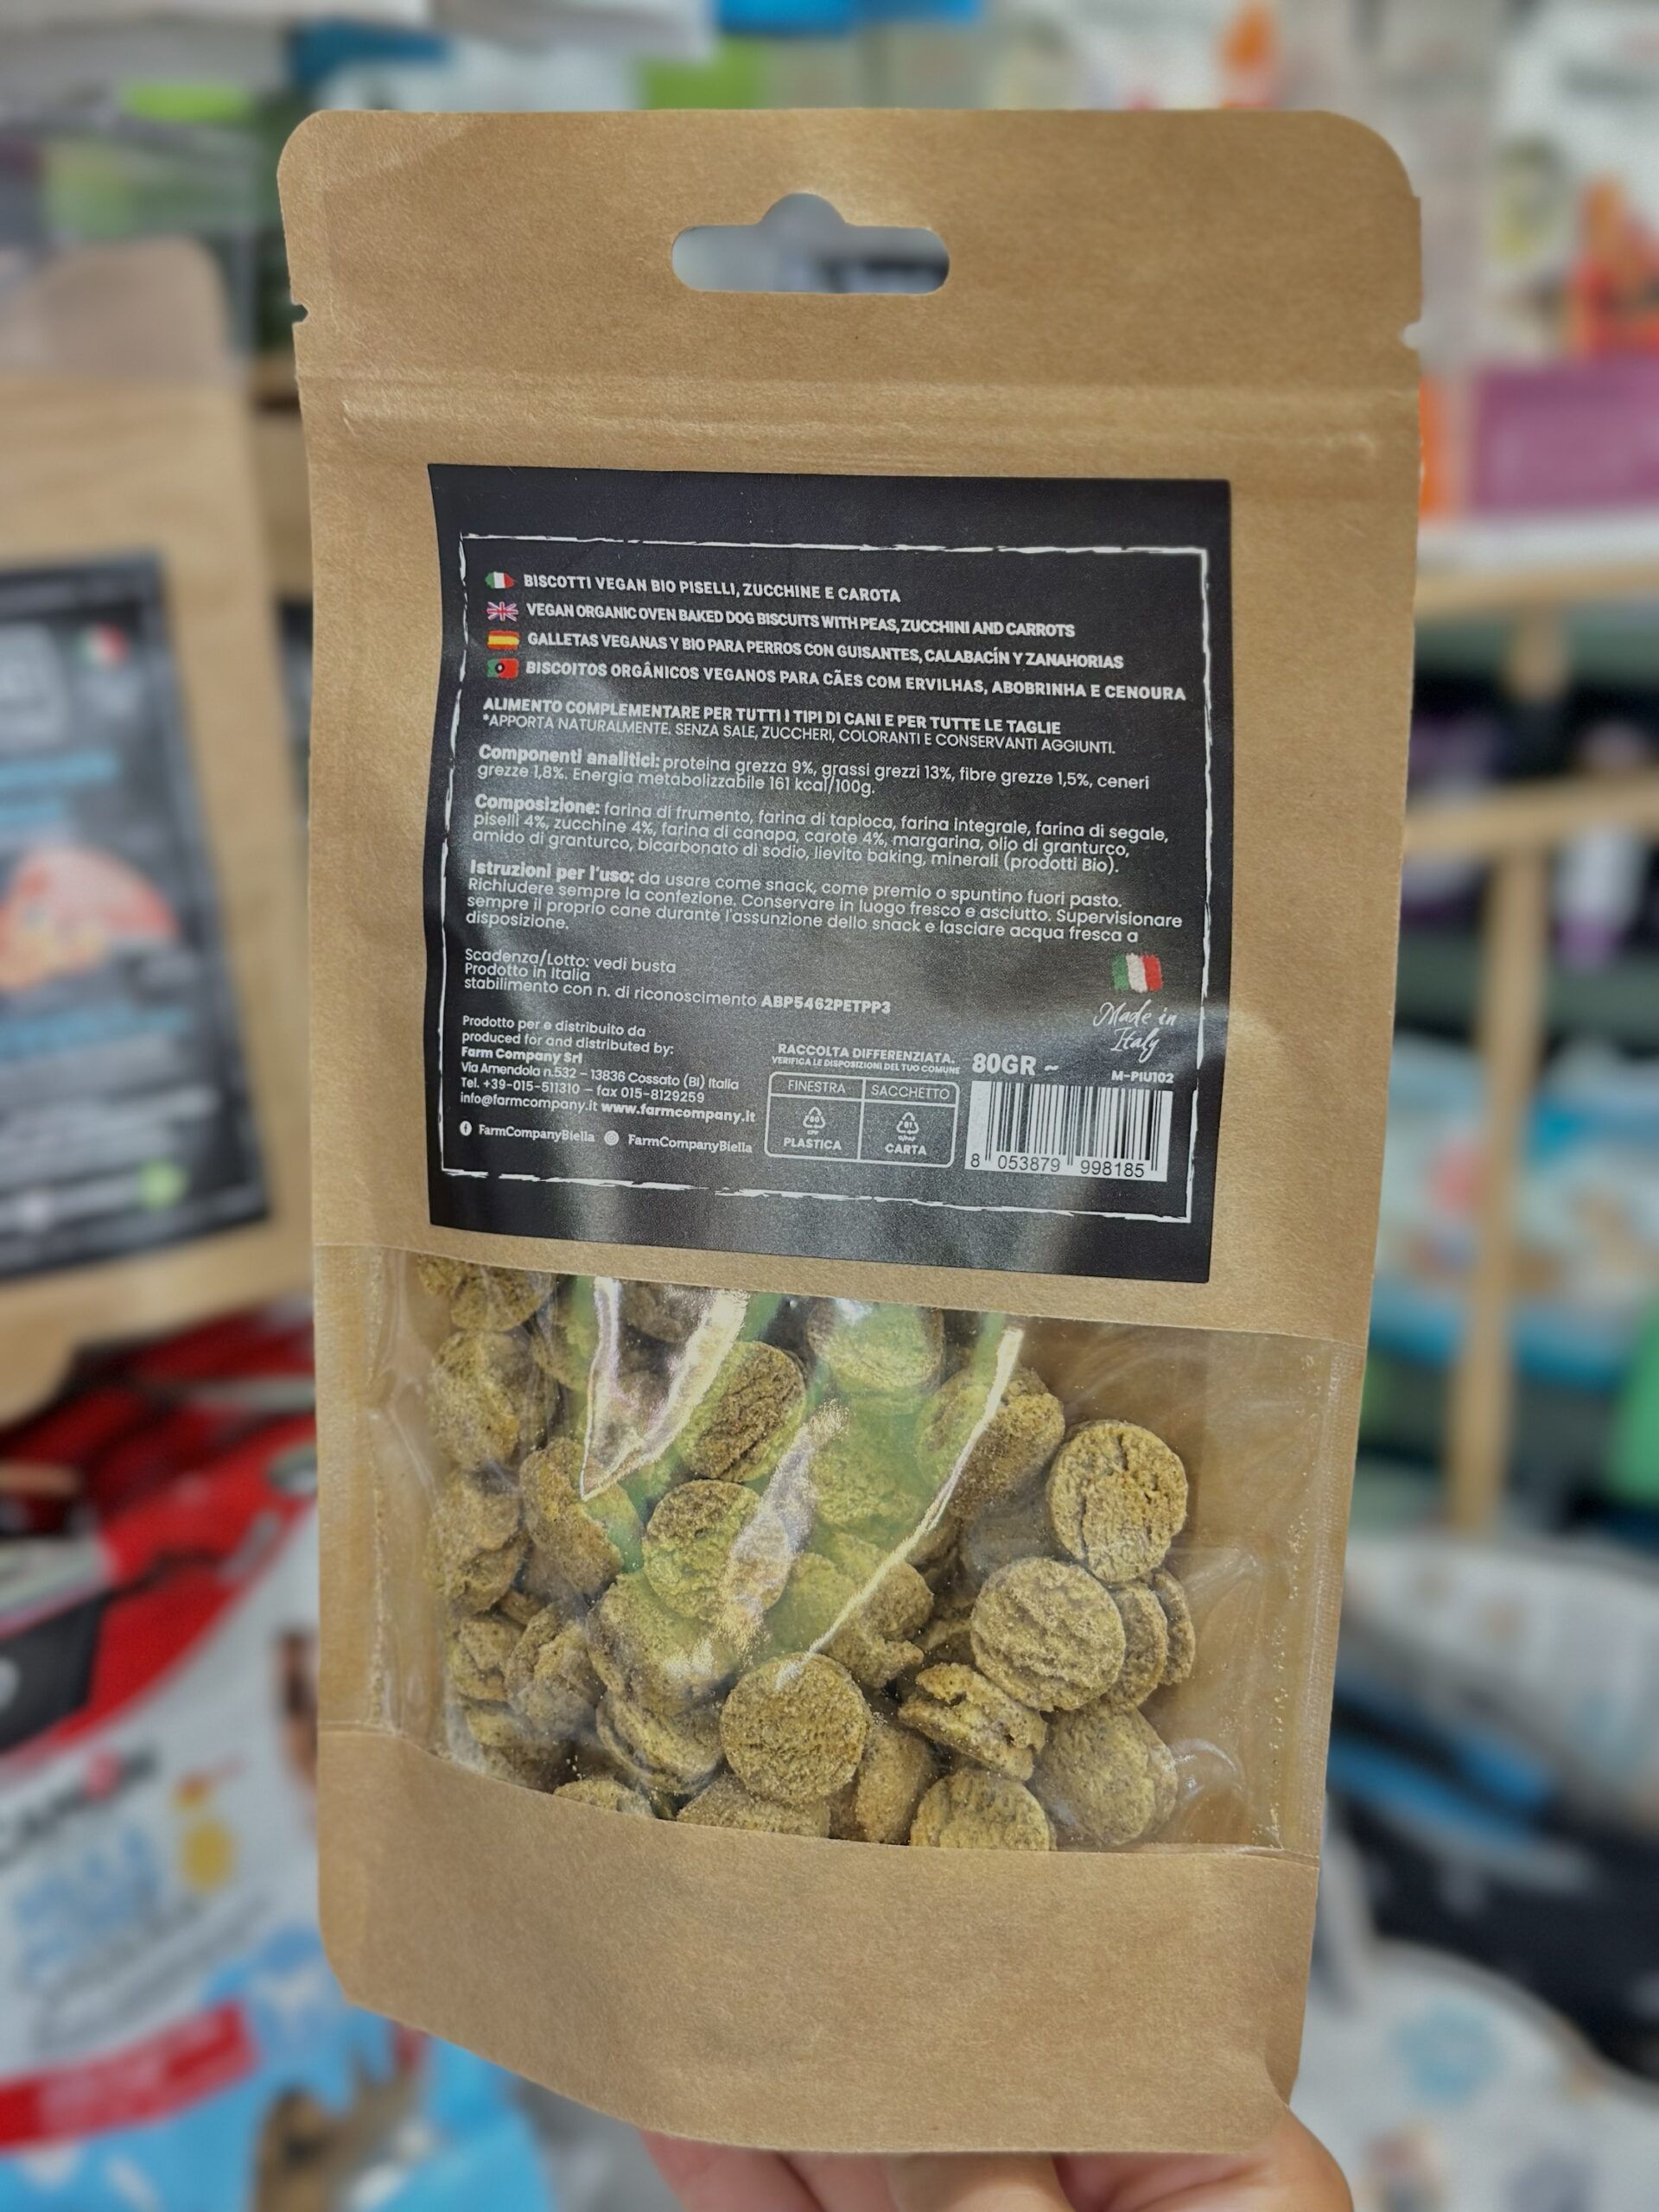 BISCOTTI VEGAN BIO PISELLI, ZUCCHINE E CAROTA
VEGAN ORGANIC OVEN BAKED DOG BISCUITS WITH PEAS, ZUCCHINI AND CARROTS
GALLETAS VEGANAS Y BIO PARA PERROS CON GUISANTES, CALABACÍN Y ZANAHORIAS
BISCOITOS ORGÂNICOS VEGANOS PARA CÃES COM ERVILHAS, ABOBRINHA E CENOURA
ALIMENTO COMPLEMENTARE PER TUTTI I TIPI DI CANI E PER TUTTE LE TAGLIE
*APPORTA NATURALMENTE. SENZA SALE, ZUCCHERI, COLORANTI E CONSERVANTI AGGIUNTI.
Componenti analitici: proteina grezza 9%, grassi grezzi 13%, fibre grezze 1,5%, ceneri
grezze 1,8%. Energia metabolizzabile 161 kcal/100g.
Composizione: farina di frumento, farina di tapioca, farina integrale, farina di segale,
piselli 4%, zucchine 4%, farina di canapa, carote 4%, margarina, olio di granturco,
amido di granturco, bicarbonato di sodio, lievito baking, minerali (prodotti Bio).
Istruzioni per l'uso: da usare come snack, come premio o spuntino fuori pasto.
Richiudere sempre la confezione. Conservare in luogo fresco e asciutto. Supervisionare
sempre il proprio cane durante l'assunzione dello snack e lasciare acqua fresca a
disposizione.
Scadenza/Lotto: vedi busta
Prodotto in Italia
stabilimento con n. di riconoscimento ABP5462PETPP3
Made in
Italy
Prodotto per e distribuito da
produced for and distributed by:
Farm Company Srl
Via Amendola n.532 – 13836 Cossato (BI) Italia
Tel. +39-015-511310 – fax 015-8129259
info@farmcompany.it www.farmcompany.it
FarmCompanyBiella FarmCompanyBiella
RACCOLTA DIFFERENZIATA.
VERIFICA LE DISPOSIZIONI DEL TUO COMUNE
FINESTRA SACCHETTO
PLASTICA CARTA
80GR ~
M-PIU102
8 053879 998185